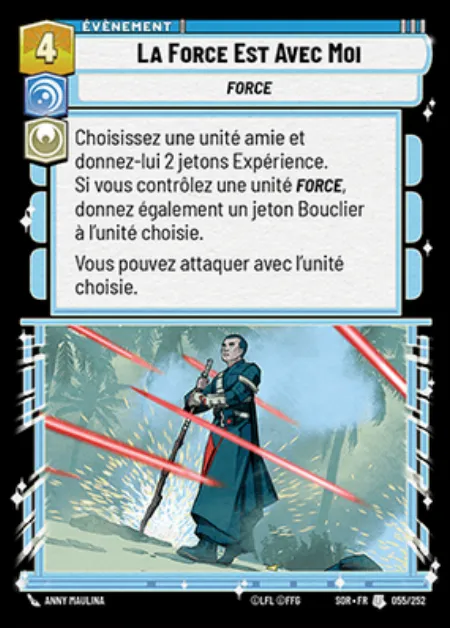 ÉVÈNEMENT
4
La Force Est Avec Moi
FORCE
Choisissez une unité amie et
donnez-lui 2 jetons Expérience.
Si vous contrôlez une unité FORCE,
donnez également un jeton Bouclier
à l’unité choisie.
Vous pouvez attaquer avec l’unité
choisie.
ANNY MAULINA
©LFL ©FFG
SOR • FR
055/252